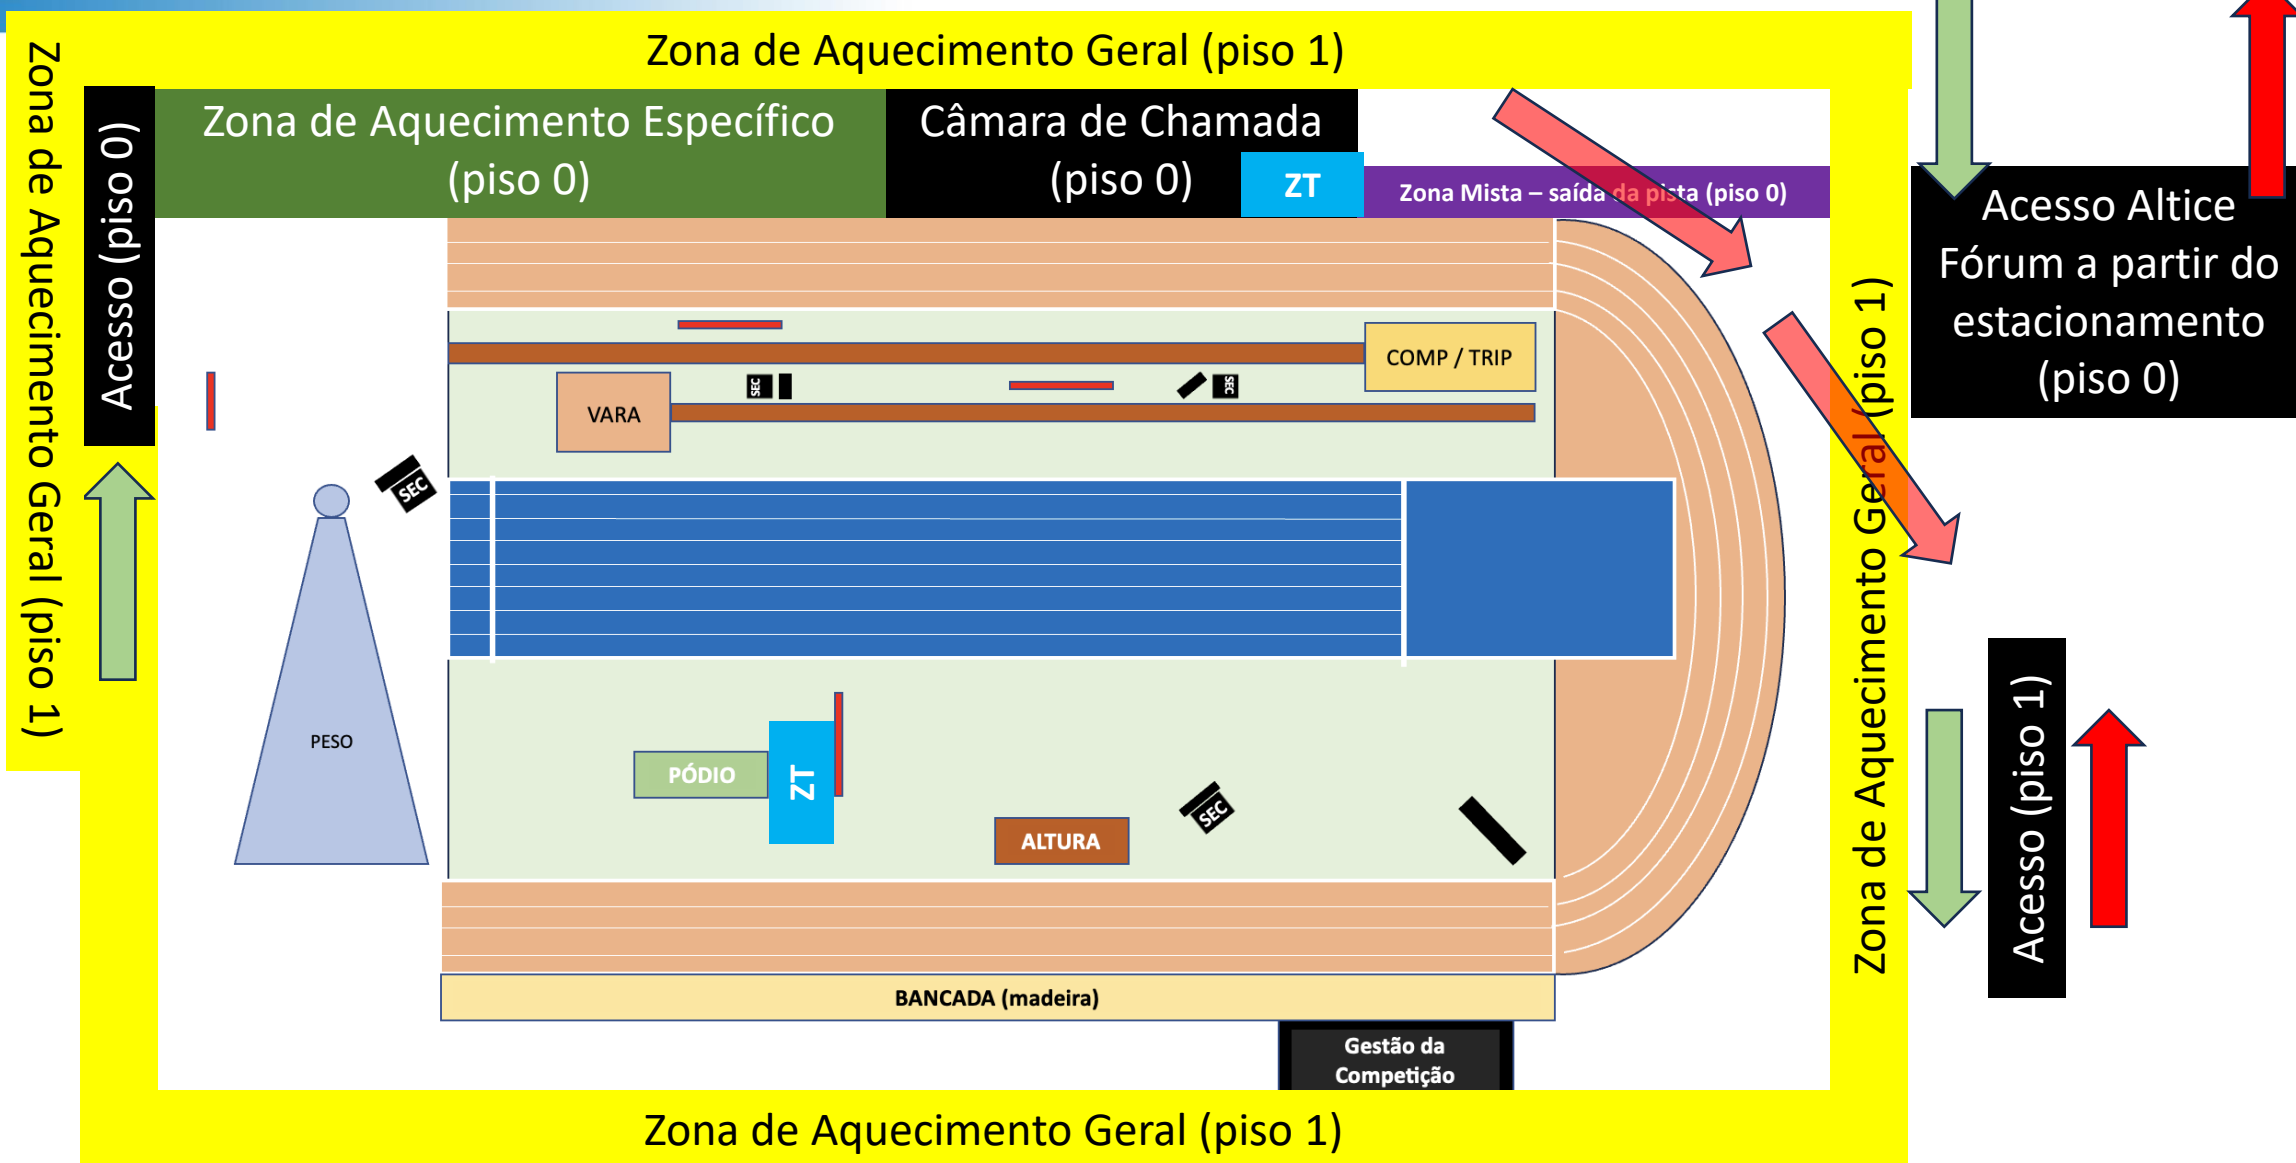 Zona de Aquecimento Geral (piso 1)
Zona de Aquecimento Geral (piso 1)
Acesso (piso 0)
Zona de Aquecimento Específico
(piso 0)
Câmara de Chamada
(piso 0)
ZT
Zona Mista – saída da pista (piso 0)
Acesso Altice
Fórum a partir do
estacionamento
(piso 0)
COMP / TRIP
VARA
SEC
SEC
SEC
PESO
PÓDIO
ZT
ALTURA
SEC
Zona de Aquecimento Geral (piso 1)
Acesso (piso 1)
BANCADA (madeira)
Gestão da
Competição
Zona de Aquecimento Geral (piso 1)